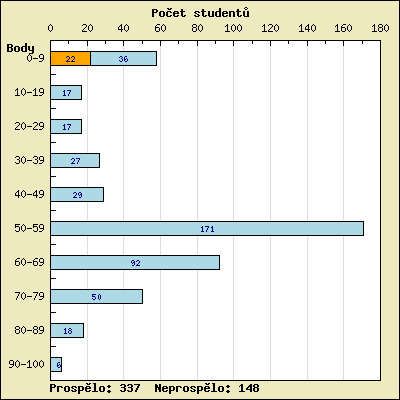 Počet studentů
0 20 40 60 80 100 120 140 160 180
Body
0-9 22 36
10-19 17
20-29 17
30-39 27
40-49 29
50-59 171
60-69 92
70-79 50
80-89 18
90-100 6
Prospělo: 337 Neprospělo: 148